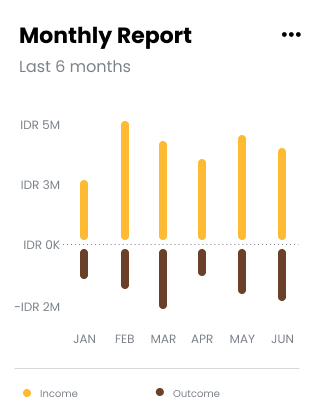 Monthly Report
Last 6 months
IDR 5M
IDR 3M
IDR 0K
-IDR 2M
JAN FEB MAR APR MAY JUN
Income Outcome